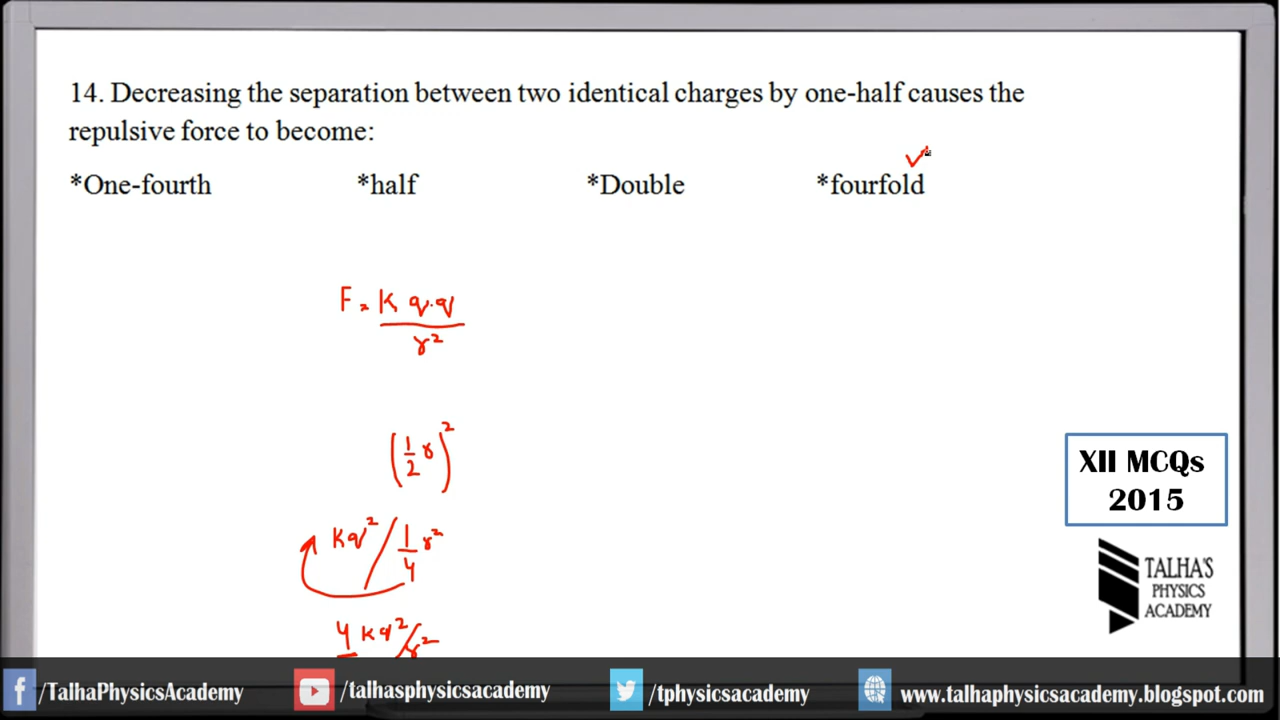 14. Decreasing the separation between two identical charges by one-half causes the
repulsive force to become:
*One-fourth *half *Double *fourfold
F = K q.q
r²
(1/2 r)²
Kq² / 1/4 r²
4 Kq²/r²
XII MCQs
2015
TALHA'S
PHYSICS
ACADEMY
/TalhaPhysicsAcademy /talhasphysicsacademy /tphysicsacademy www.talhaphysicsacademy.blogspot.com